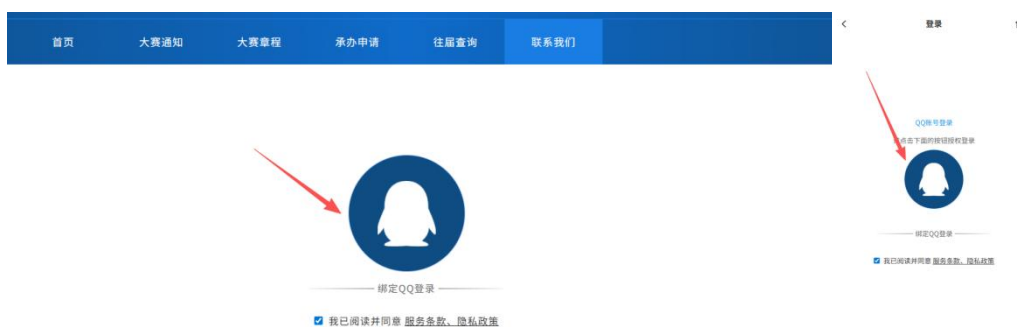 首页 大赛通知 大赛章程 承办申请 往届查询 联系我们
绑定QQ登录
我已阅读并同意 服务条款、隐私政策
登录
QQ账号登录
点击下面的按钮授权登录
绑定QQ登录
我已阅读并同意 服务条款、隐私政策